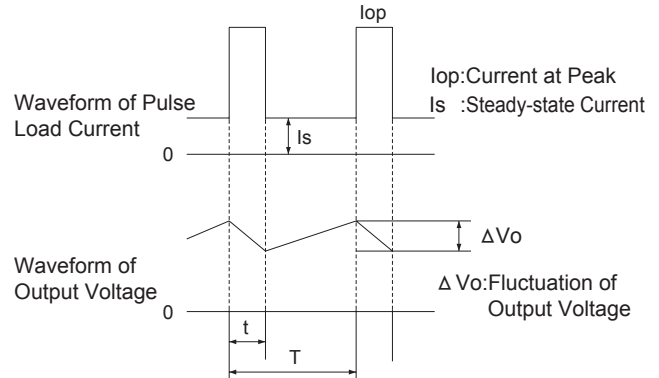 Iop
Iop:Current at Peak
Is :Steady-state Current
Waveform of Pulse
Load Current
Is
0
ΔVo
Waveform of
Output Voltage
ΔVo:Fluctuation of
Output Voltage
0
t
T